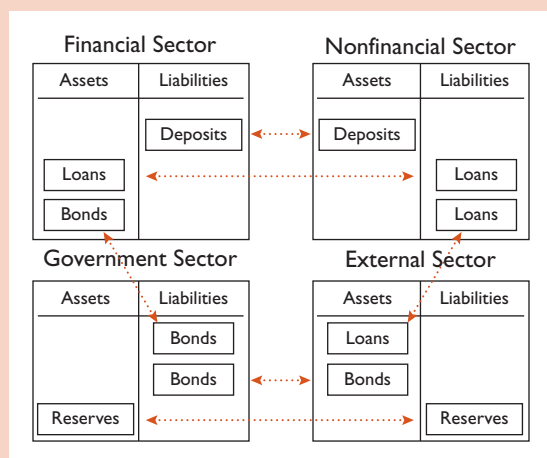 Financial Sector
Assets Liabilities
Deposits
Loans
Bonds
Nonfinancial Sector
Assets Liabilities
Deposits
Loans
Loans
Government Sector
Assets Liabilities
Bonds
Bonds
Reserves
External Sector
Assets Liabilities
Loans
Bonds
Reserves